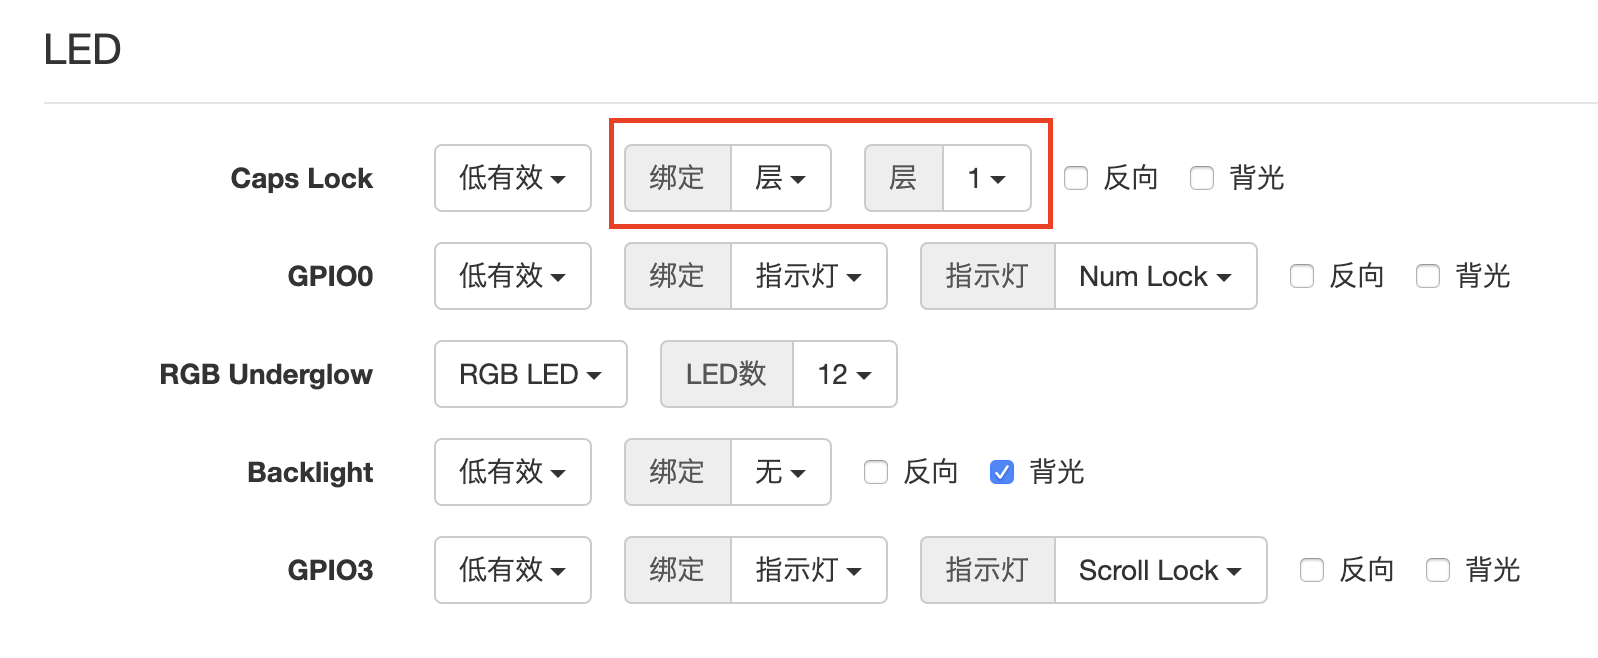 LED
Caps Lock 低有效 绑定 层 层 1 反向 背光
GPIO0 低有效 绑定 指示灯 指示灯 Num Lock 反向 背光
RGB Underglow RGB LED LED数 12
Backlight 低有效 绑定 无 反向 背光
GPIO3 低有效 绑定 指示灯 指示灯 Scroll Lock 反向 背光